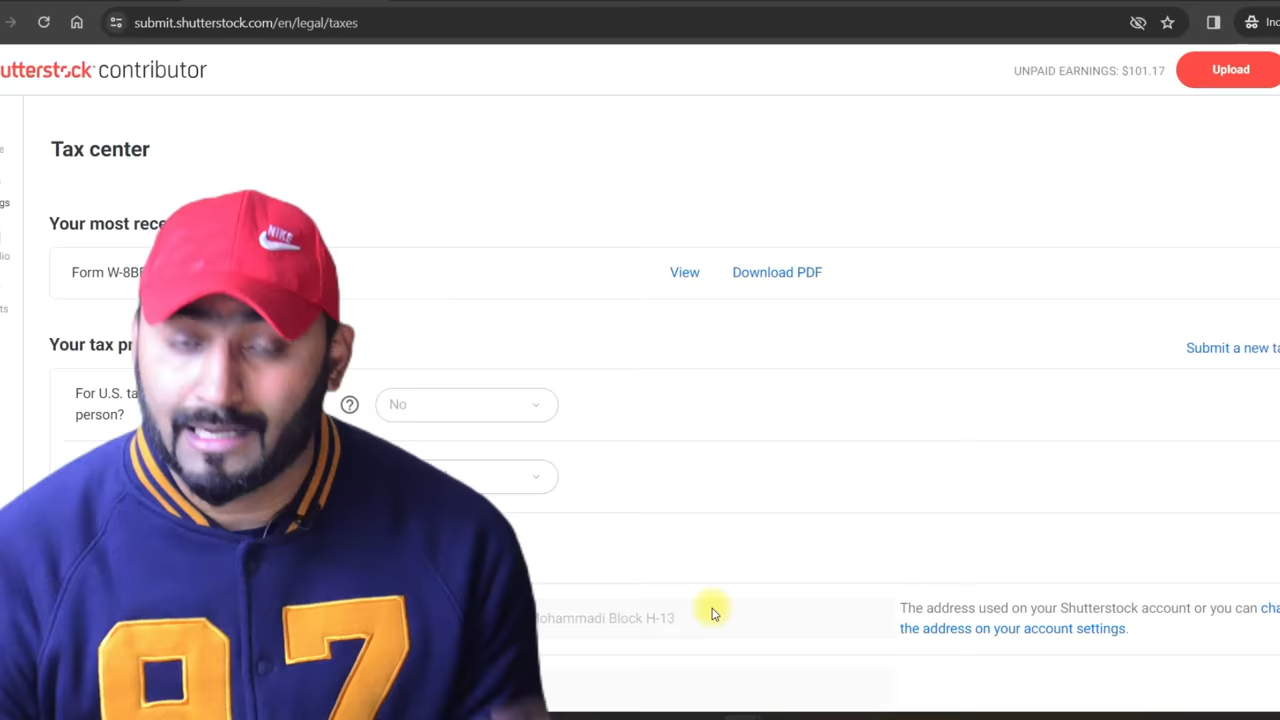 submit.shutterstock.com/en/legal/taxes
utterstock contributor
UNPAID EARNINGS: $101.17
Upload
Tax center
Your most rece
Form W-8B
View
Download PDF
Your tax pr
Submit a new ta
For U.S. ta
person?
No
ohammadi Block H-13
The address used on your Shutterstock account or you can cha
the address on your account settings.
NIKE
97